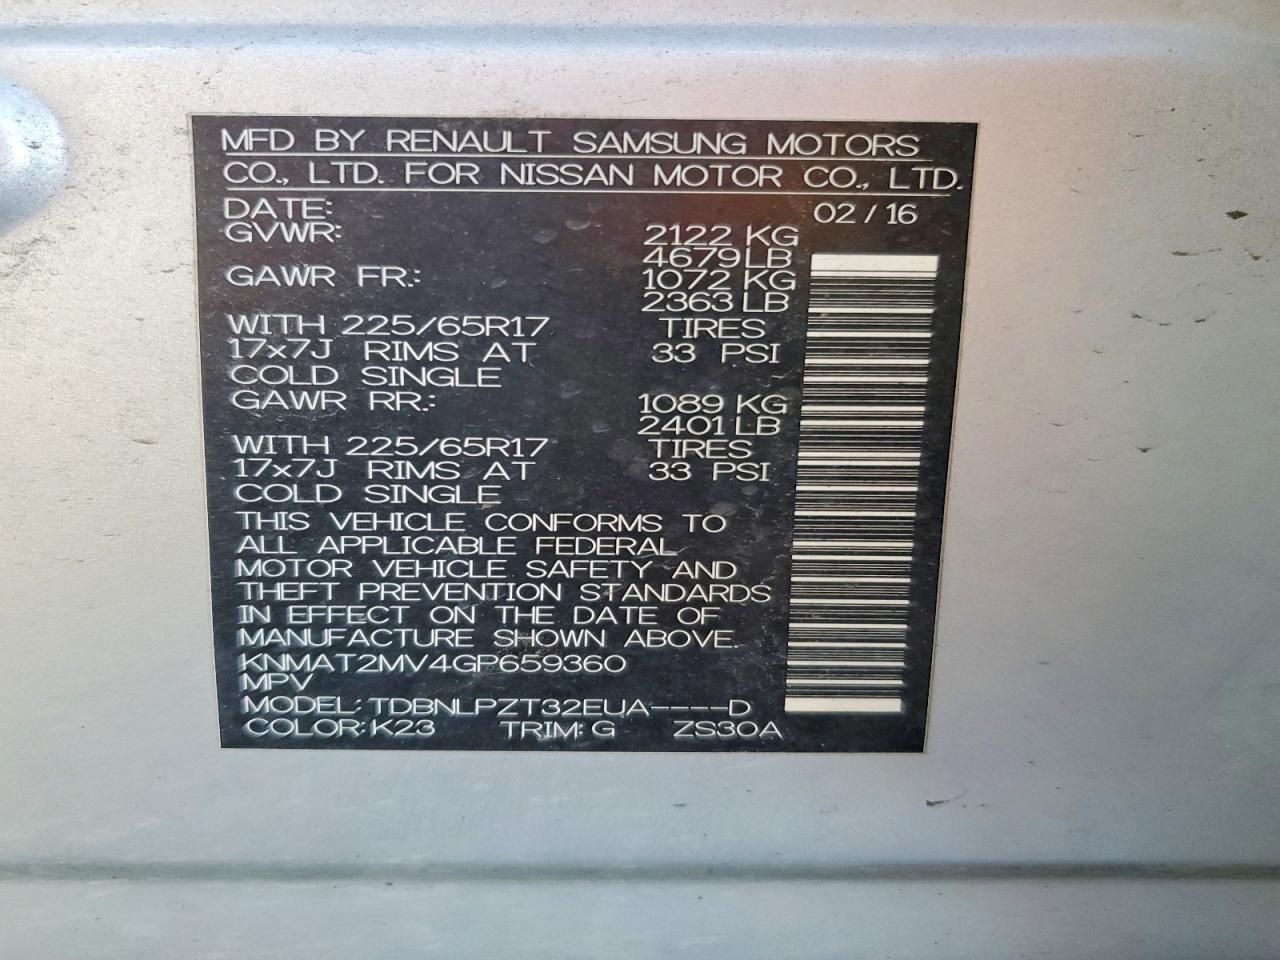 MFD BY RENAULT SAMSUNG MOTORS
CO., LTD. FOR NISSAN MOTOR CO., LTD.
DATE: 02 / 16
GVWR: 2122 KG
4679 LB
GAWR FR.: 1072 KG
2363 LB
WITH 225/65R17 TIRES
17x7J RIMS AT 33 PSI
COLD SINGLE
GAWR RR.: 1089 KG
2401 LB
WITH 225/65R17 TIRES
17x7J RIMS AT 33 PSI
COLD SINGLE
THIS VEHICLE CONFORMS TO
ALL APPLICABLE FEDERAL
MOTOR VEHICLE SAFETY AND
THEFT PREVENTION STANDARDS
IN EFFECT ON THE DATE OF
MANUFACTURE SHOWN ABOVE.
KNMAT2MV4GP659360
MPV
MODEL: TDBNLPZT32EUA----D
COLOR: K23 TRIM: G ZS30A